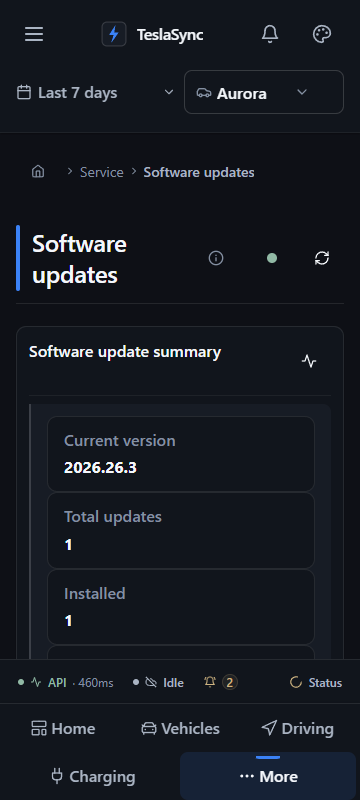 TeslaSync
Last 7 days
Aurora
Service
Software updates
Software
updates
Software update summary
Current version
2026.26.3
Total updates
1
Installed
1
API · 460ms
Idle
2
Status
Home
Vehicles
Driving
Charging
More